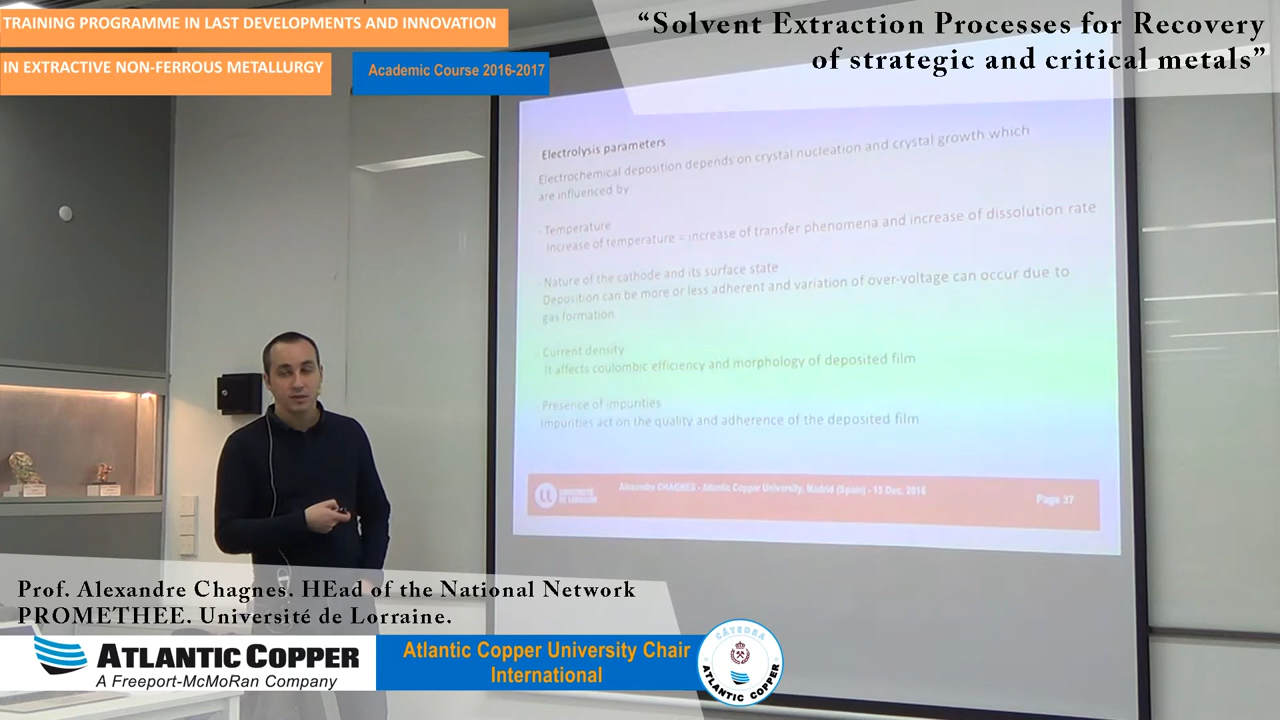 TRAINING PROGRAMME IN LAST DEVELOPMENTS AND INNOVATION
IN EXTRACTIVE NON-FERROUS METALLURGY
Academic Course 2016-2017
“Solvent Extraction Processes for Recovery
of strategic and critical metals”
Electrolysis parameters
Electrochemical deposition depends on crystal nucleation and crystal growth which
are influenced by
- Temperature
Increase of temperature = increase of transfer phenomena and increase of dissolution rate
- Nature of the cathode and its surface state
Deposition can be more or less adherent and variation of over-voltage can occur due to
gas formation
- Current density
It affects coulombic efficiency and morphology of deposited film
- Presence of impurities
Impurities act on the quality and adherence of the deposited film
UNIVERSITÉ
DE LORRAINE
Alexandre CHAGNES - Atlantic Copper University, Madrid (Spain) - 15 Dec. 2016
Page 37
Prof. Alexandre Chagnes. HEad of the National Network
PROMETHEE. Université de Lorraine.
ATLANTIC COPPER
A Freeport-McMoRan Company
Atlantic Copper University Chair
International
CÁTEDRA
ATLANTIC COPPER